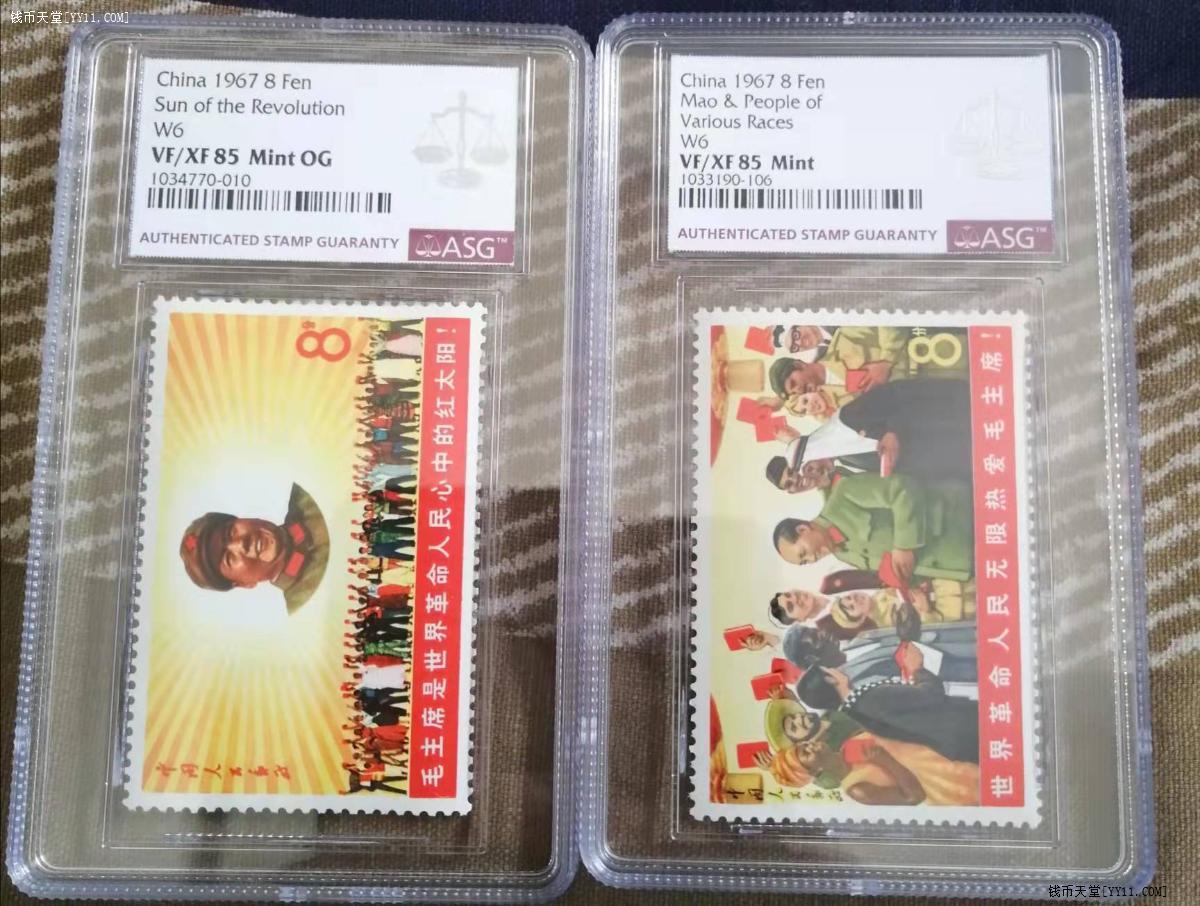 钱币天堂[YY11.COM]
China 1967 8 Fen
Sun of the Revolution
W6
VF/XF 85 Mint OG
1034770-010
AUTHENTICATED STAMP GUARANTY
ASG™
8分
毛主席是世界革命人民心中的红太阳!
中国人民邮政
China 1967 8 Fen
Mao & People of
Various Races
W6
VF/XF 85 Mint
1033190-106
AUTHENTICATED STAMP GUARANTY
ASG™
8分
世界革命人民无限热爱毛主席!
中国人民邮政
钱币天堂[YY11.COM]